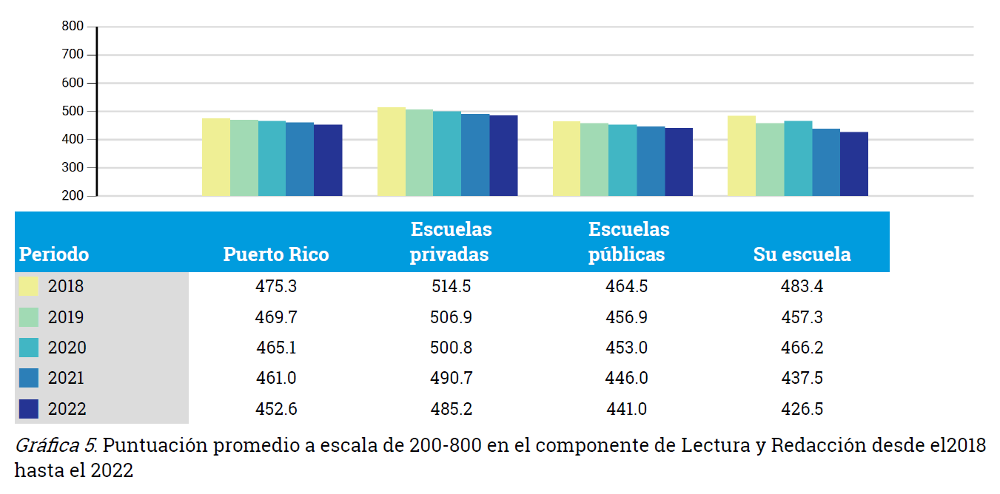 800
700
600
500
400
300
200
Periodo Puerto Rico Escuelas privadas Escuelas públicas Su escuela
2018 475.3 514.5 464.5 483.4
2019 469.7 506.9 456.9 457.3
2020 465.1 500.8 453.0 466.2
2021 461.0 490.7 446.0 437.5
2022 452.6 485.2 441.0 426.5
Gráfica 5. Puntuación promedio a escala de 200-800 en el componente de Lectura y Redacción desde el2018
hasta el 2022